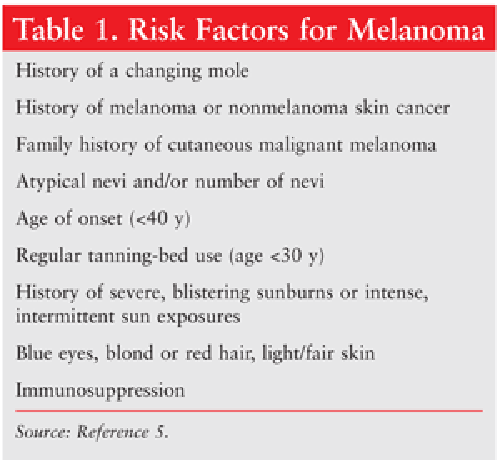 Table 1. Risk Factors for Melanoma
History of a changing mole
History of melanoma or nonmelanoma skin cancer
Family history of cutaneous malignant melanoma
Atypical nevi and/or number of nevi
Age of onset (<40 y)
Regular tanning-bed use (age <30 y)
History of severe, blistering sunburns or intense,
intermittent sun exposures
Blue eyes, blond or red hair, light/fair skin
Immunosuppression
Source: Reference 5.